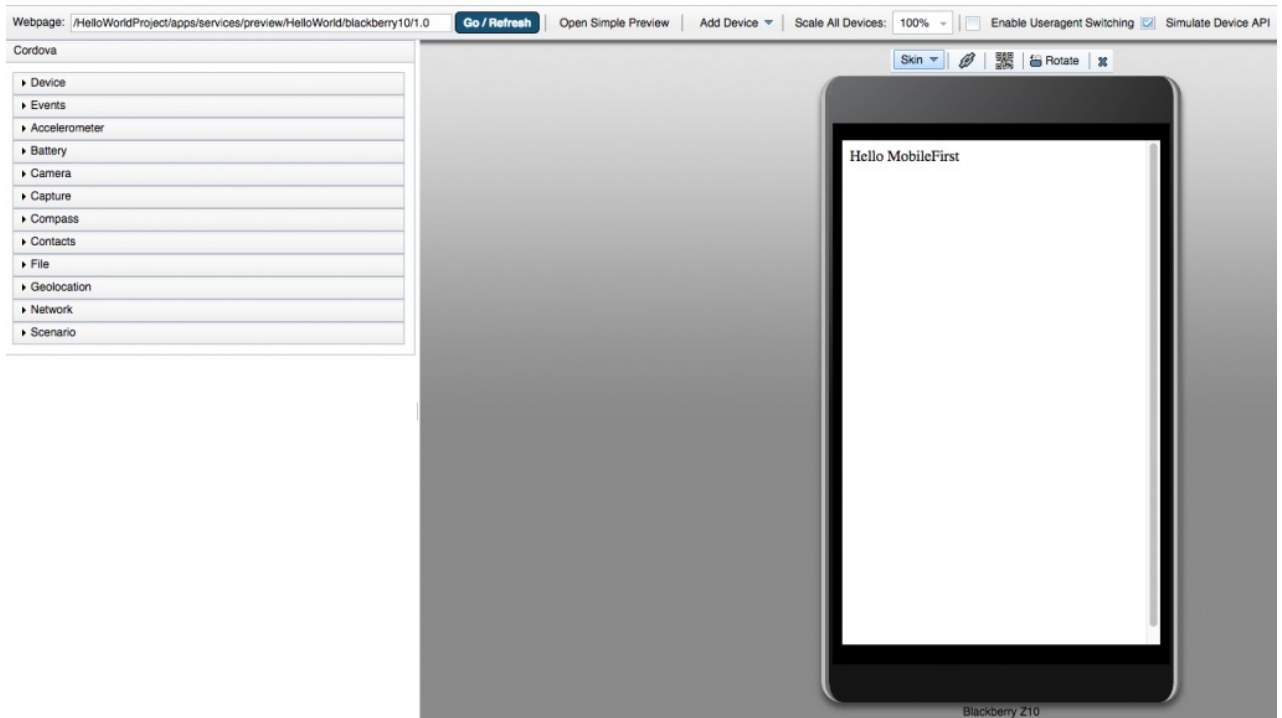 Webpage: /HelloWorldProject/apps/services/preview/HelloWorld/blackberry10/1.0 Go / Refresh Open Simple Preview Add Device Scale All Devices: 100% Enable Useragent Switching Simulate Device API
Cordova
Device
Events
Accelerometer
Battery
Camera
Capture
Compass
Contacts
File
Geolocation
Network
Scenario
Skin Rotate
Hello MobileFirst
Blackberry Z10